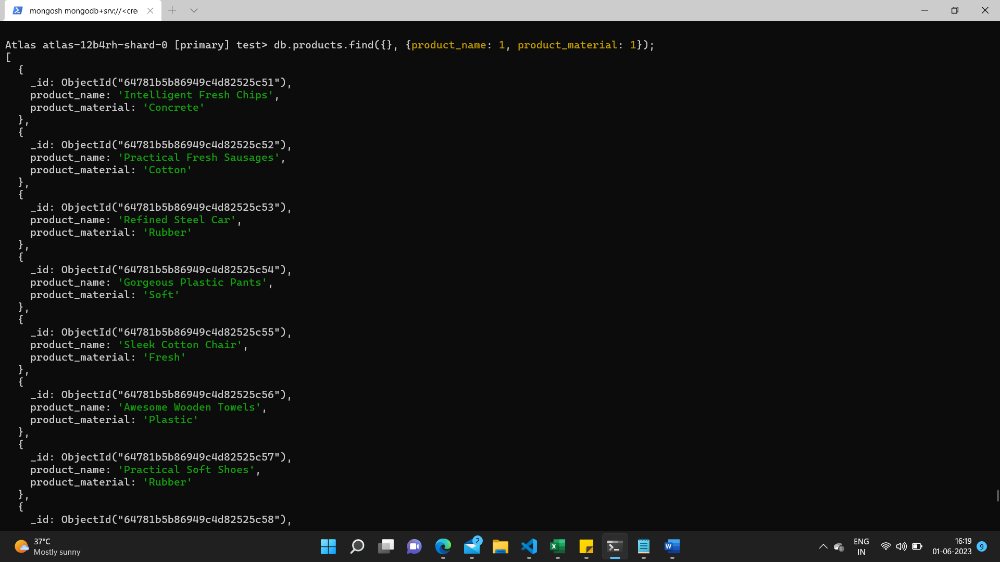 mongosh mongodb+srv://<cre
Atlas atlas-12b4rh-shard-0 [primary] test> db.products.find({}, {product_name: 1, product_material: 1});
[
  {
    _id: ObjectId("64781b5b86949c4d82525c51"),
    product_name: 'Intelligent Fresh Chips',
    product_material: 'Concrete'
  },
  {
    _id: ObjectId("64781b5b86949c4d82525c52"),
    product_name: 'Practical Fresh Sausages',
    product_material: 'Cotton'
  },
  {
    _id: ObjectId("64781b5b86949c4d82525c53"),
    product_name: 'Refined Steel Car',
    product_material: 'Rubber'
  },
  {
    _id: ObjectId("64781b5b86949c4d82525c54"),
    product_name: 'Gorgeous Plastic Pants',
    product_material: 'Soft'
  },
  {
    _id: ObjectId("64781b5b86949c4d82525c55"),
    product_name: 'Sleek Cotton Chair',
    product_material: 'Fresh'
  },
  {
    _id: ObjectId("64781b5b86949c4d82525c56"),
    product_name: 'Awesome Wooden Towels',
    product_material: 'Plastic'
  },
  {
    _id: ObjectId("64781b5b86949c4d82525c57"),
    product_name: 'Practical Soft Shoes',
    product_material: 'Rubber'
  },
  {
    _id: ObjectId("64781b5b86949c4d82525c58"),
37°C
Mostly sunny
2
ENG
IN
16:19
01-06-2023
9